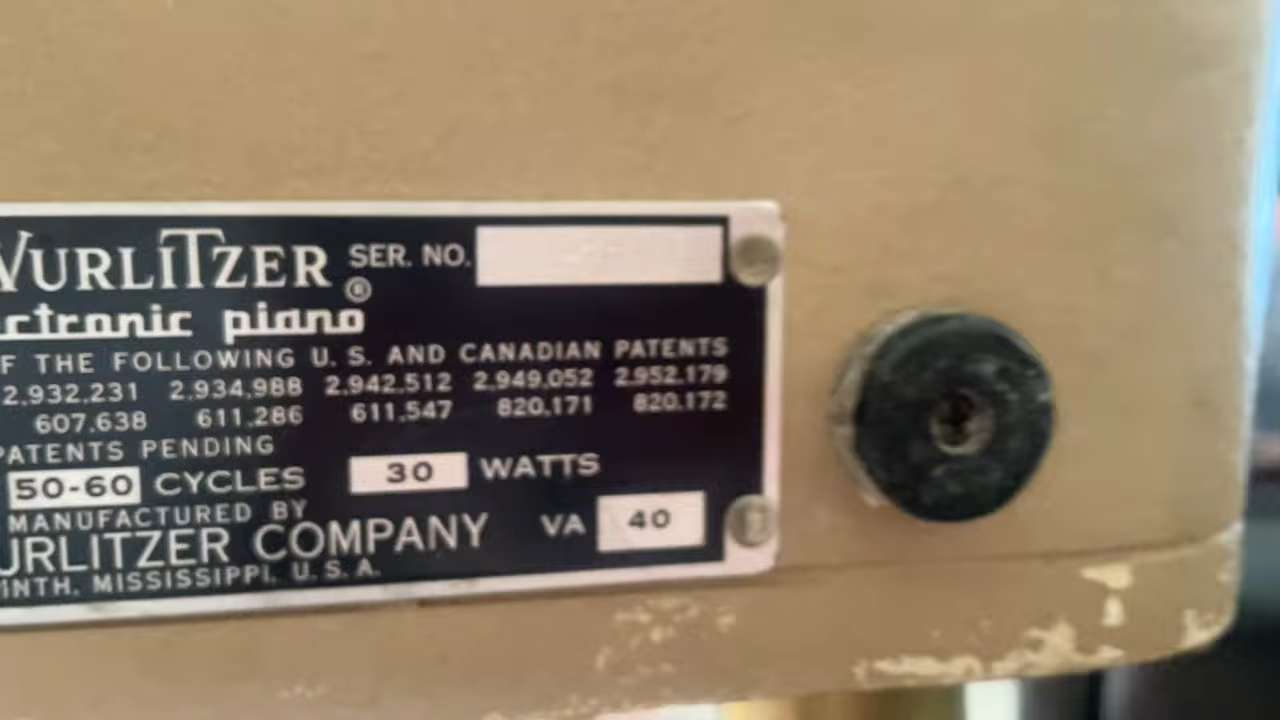 WURLITZER ® SER. NO.
ctronic piano
F THE FOLLOWING U. S. AND CANADIAN PATENTS
2,932,231 2,934,988 2,942,512 2,949,052 2,952,179
607,638 611,286 611,547 820,171 820,172
PATENTS PENDING
50-60 CYCLES 30 WATTS
MANUFACTURED BY
URLITZER COMPANY VA 40
INTH, MISSISSIPPI, U.S.A.